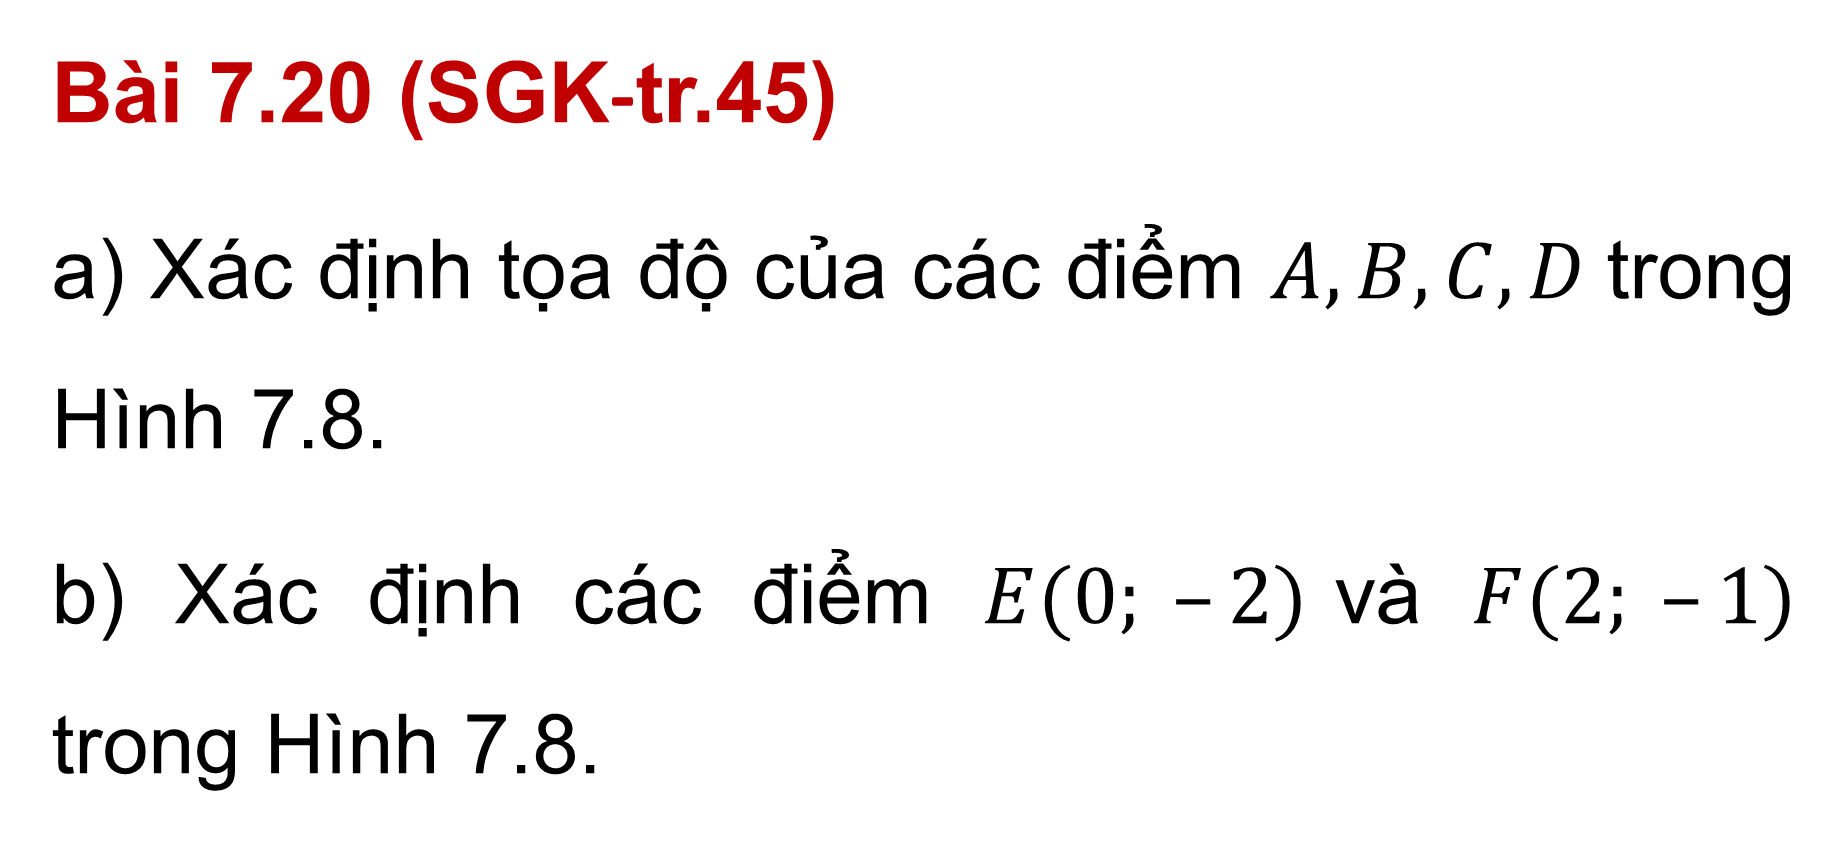 Bài 7.20 (SGK-tr.45)
a) Xác định tọa độ của các điểm A, B, C, D trong
Hình 7.8.
b) Xác định các điểm E(0; – 2) và F(2; – 1)
trong Hình 7.8.